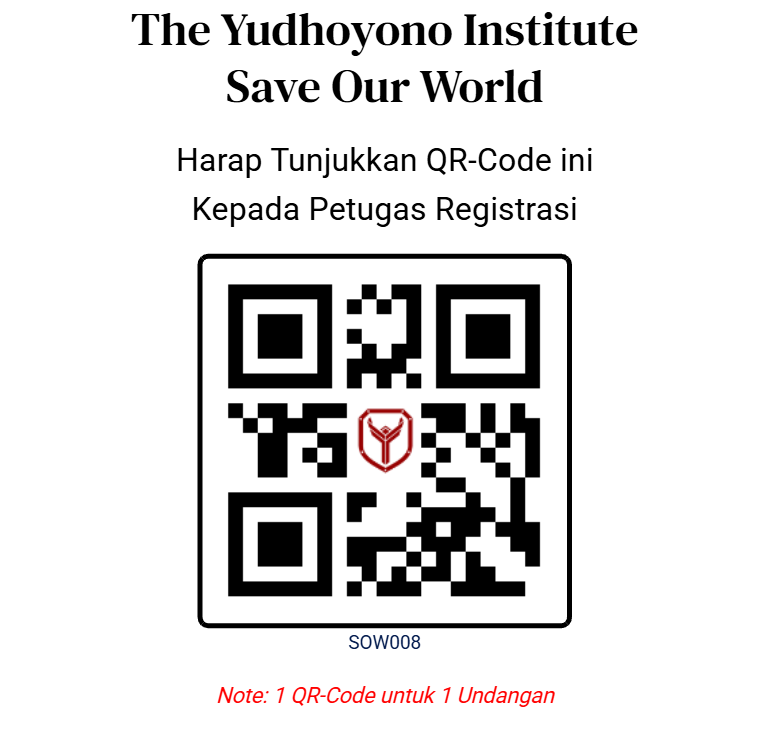 The Yudhoyono Institute
Save Our World
Harap Tunjukkan QR-Code ini
Kepada Petugas Registrasi
SOW008
Note: 1 QR-Code untuk 1 Undangan